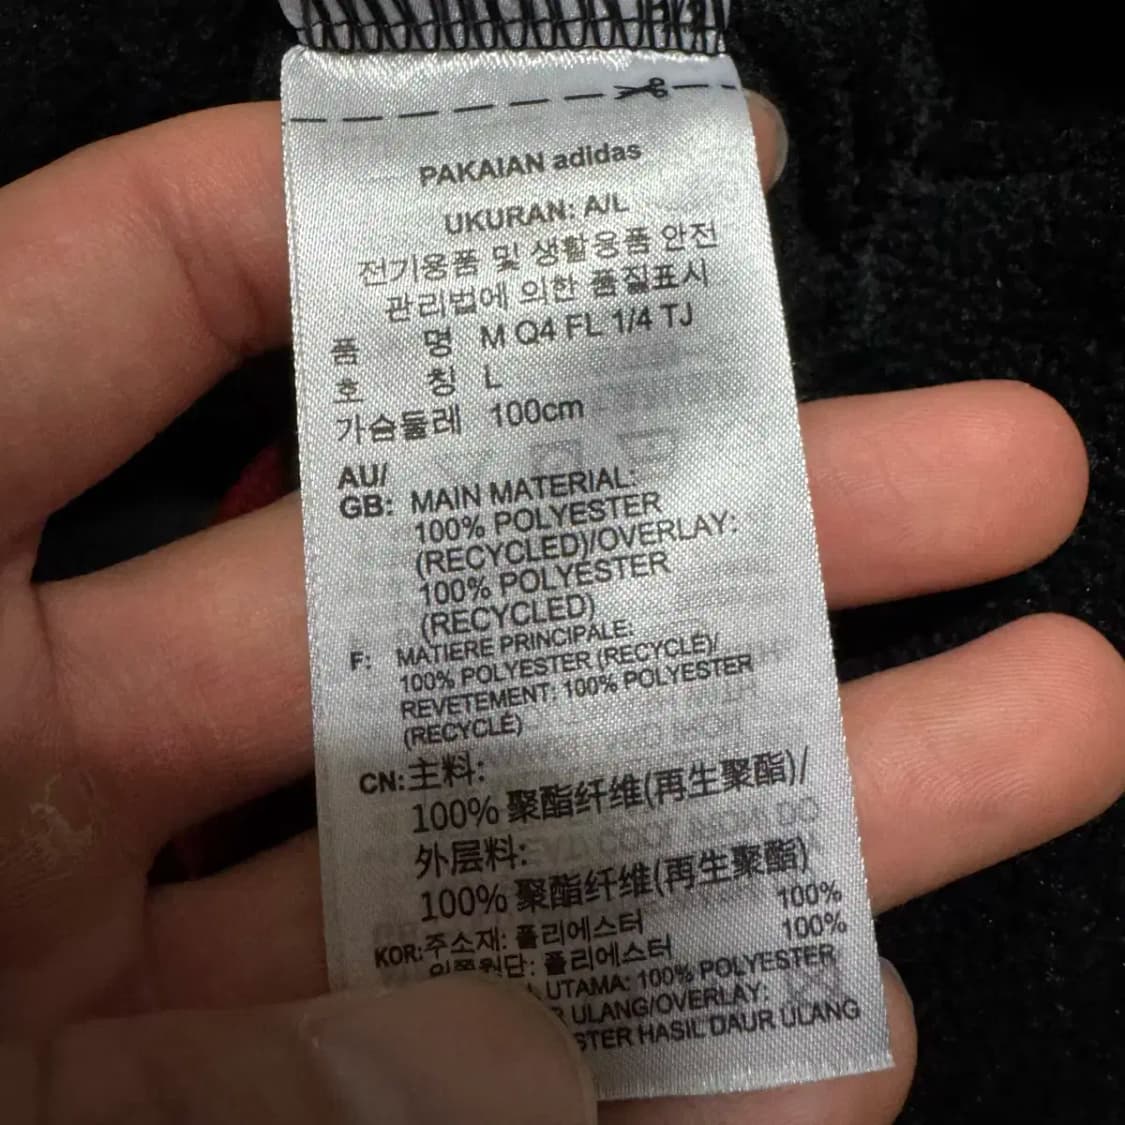 PAKAIAN adidas
UKURAN: A/L
전기용품 및 생활용품 안전
관리법에 의한 품질표시
품 명 M Q4 FL 1/4 TJ
호 칭 L
가슴둘레 100cm
AU/
GB: MAIN MATERIAL:
100% POLYESTER
(RECYCLED)/OVERLAY:
100% POLYESTER
(RECYCLED)
F: MATIERE PRINCIPALE:
100% POLYESTER (RECYCLÉ)/
REVETEMENT: 100% POLYESTER
(RECYCLÉ)
CN:主料:
100% 聚酯纤维(再生聚酯)/
外层料:
100% 聚酯纤维(再生聚酯)
KOR:주소재: 폴리에스터 100%
원단: 폴리에스터 100%
UTAMA: 100% POLYESTER
ULANG/OVERLAY:
HASIL DAUR ULANG